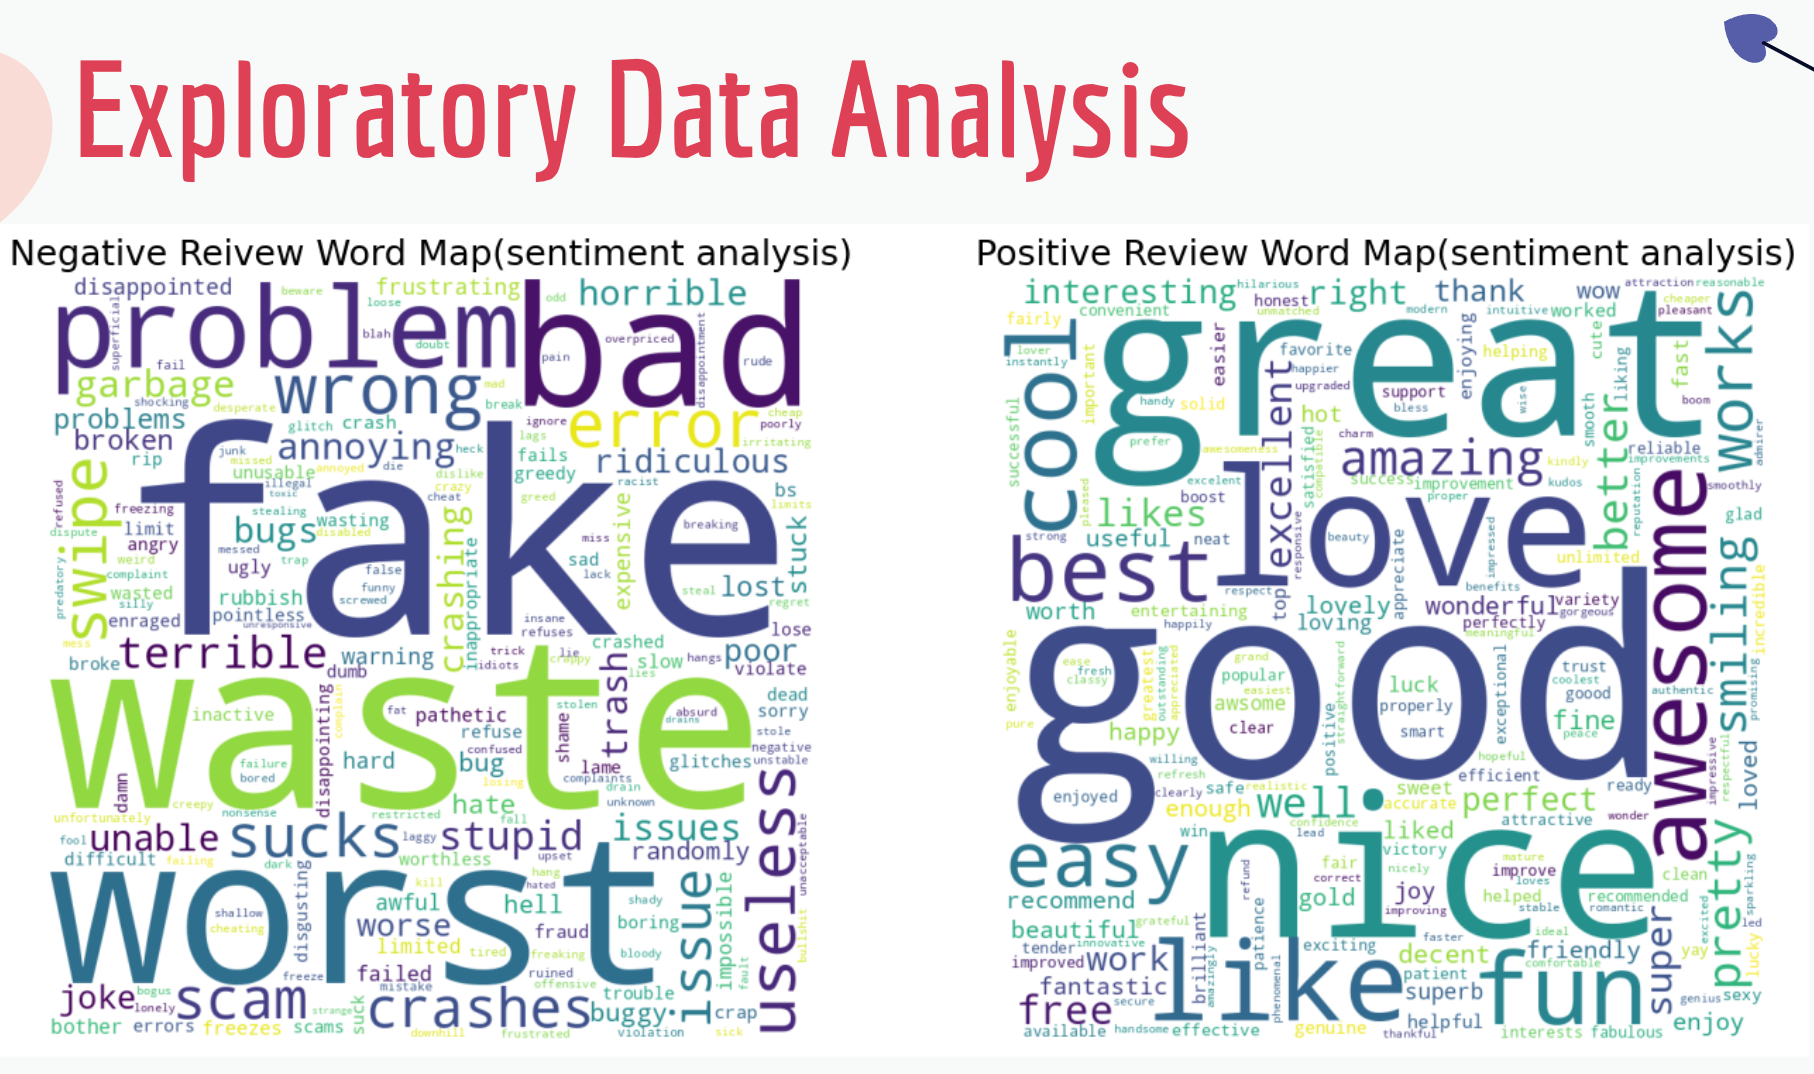 Exploratory Data Analysis
Negative Reivew Word Map(sentiment analysis)
disappointed
beware
frustrating
odd
horrible
superficial
problem
loose
bad
blah
doubt
pain
overpriced
disappointment
rude
fail
garbage
shocking
wrong
mad
break
problems
desperate
glitch
crash
ignore
error
cheap
poorly
broken
annoying
heck
lags
irritating
rip
junk
missed
unusable
annoyed
die
dislike
fails
greedy
ridiculous
swipe
fake
illegal
toxic
crazy
cheat
greed
racist
bs
limits
refused
freezing
stealing
dispute
limit
bugs
wasting
disabled
expensive
breaking
stuck
angry
messed
crashing
inappropriate
miss
weird
ugly
trap
sad
complaint
false
lack
predatory
wasted
rubbish
funny
steal
lost
silly
screwed
regret
enraged
pointless
unresponsive
insane
refuses
lose
mess
terrible
warning
trick
lie
crashed
poor
broke
dumb
idiots
crappy
lies
slow
hangs
violate
waste
disappointing
complain
fat
pathetic
stolen
trash
absurd
drains
dead
sorry
inactive
refuse
shame
stole
failure
bored
hard
confused
bug
lame
glitches
negative
unstable
damn
losing
complaints
drain
creepy
hate
unknown
unfortunately
nonsense
restricted
fall
useless
fool
unable
sucks
laggy
stupid
issues
unacceptable
difficult
failing
dark
worthless
upset
randomly
worst
disgusting
kill
hang
hated
issue
impossible
awful
hell
shady
shallow
cheating
worse
fraud
boring
bullshit
limited
tired
freaking
bloody
freeze
failed
ruined
fault
joke
bogus
scam
mistake
offensive
trouble
lonely
strange
suck
crashes
buggy
crap
bother
errors
freezes
scams
downhill
frustrated
violation
sick
Positive Review Word Map(sentiment analysis)
interesting
hilarious
honest
right
thank
wow
attraction
reasonable
cheaper
fairly
convenient
unmatched
modern
intuitive
worked
pleasant
cool
great
works
lover
instantly
important
easier
favorite
enjoying
helping
cute
liking
fast
happier
upgraded
support
handy
solid
excellent
hot
bless
wise
smooth
boom
successful
prefer
charm
better
awesomeness
satisfied
compatible
amazing
kindly
reliable
improvements
admirer
excelent
success
improvement
kudos
reputation
smoothly
pleased
likes
boost
proper
awesome
glad
strong
useful
neat
love
beauty
responsive
appreciate
impressed
unlimited
smiling
incredible
best
respect
top
benefits
worth
entertaining
lovely
wonderful
variety
gorgeous
happily
loving
perfectly
meaningful
good
enjoyable
ease
fresh
classy
greatest
outstanding
appreciated
grand
popular
easiest
awsome
straightforward
luck
properly
exceptional
trust
coolest
goood
authentic
promising
pure
happy
clear
positive
smart
fine
peace
willing
hopeful
impressive
respectful
loved
refresh
efficient
enjoyed
clearly
safe
realistic
sweet
ready
enough
well
accurate
perfect
confidence
attractive
wonder
win
lead
liked
pretty
easy
nice
victory
fair
correct
nicely
mature
improve
loves
clean
sparkling
refund
joy
recommend
gold
helped
recommended
improving
stable
romantic
super
excited
led
beautiful
grateful
brilliant
patience
faster
ideal
tender
innovative
like
exciting
decent
friendly
yay
lucky
improved
work
amazingly
comfortable
fantastic
patient
fun
free
secure
phenomenal
superb
genius
sexy
available
handsome
effective
genuine
helpful
thankful
interests
fabulous
enjoy